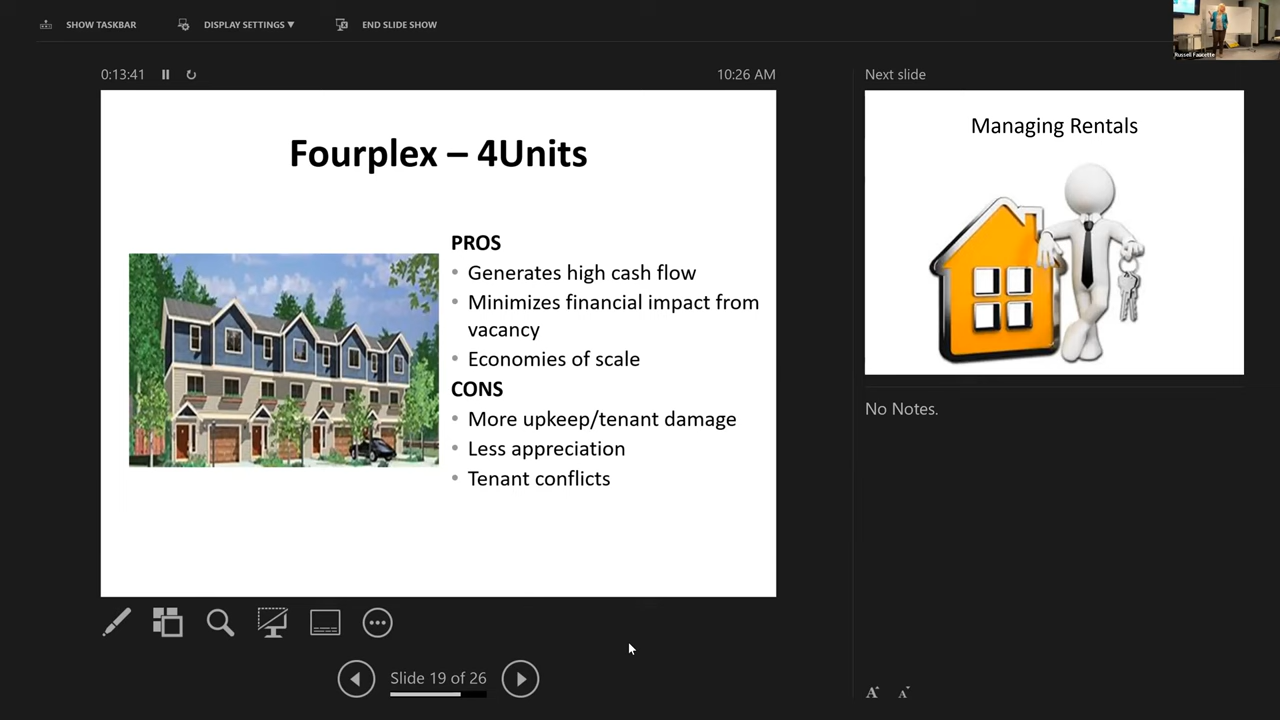 SHOW TASKBAR
DISPLAY SETTINGS ▼
END SLIDE SHOW
Russell Faucette
0:13:41
10:26 AM
Next slide
Fourplex – 4Units
PROS
• Generates high cash flow
• Minimizes financial impact from
vacancy
• Economies of scale
CONS
• More upkeep/tenant damage
• Less appreciation
• Tenant conflicts
Managing Rentals
No Notes.
Slide 19 of 26
A
A